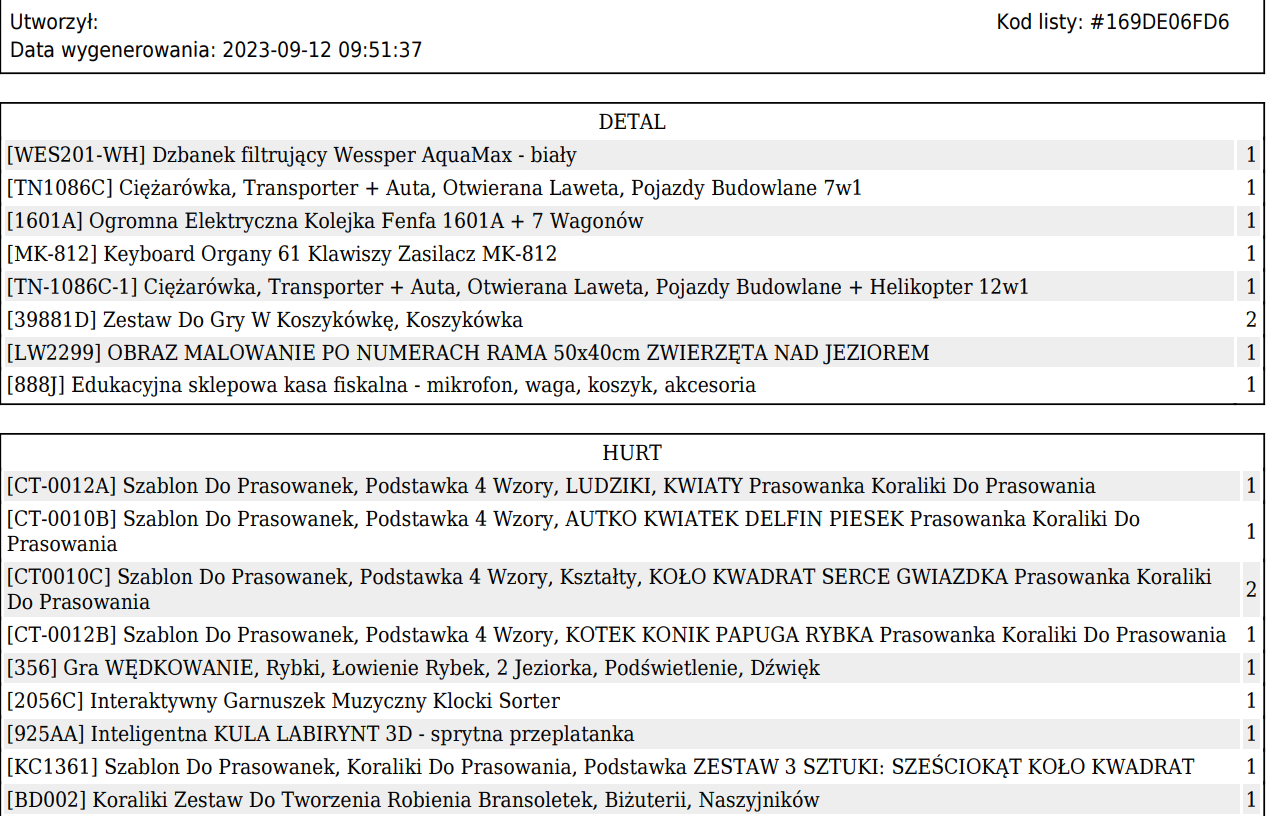 Utworzył:
Kod listy: #169DE06FD6
Data wygenerowania: 2023-09-12 09:51:37
DETAL
[WES201-WH] Dzbanek filtrujący Wessper AquaMax - biały 1
[TN1086C] Ciężarówka, Transporter + Auta, Otwierana Laweta, Pojazdy Budowlane 7w1 1
[1601A] Ogromna Elektryczna Kolejka Fenfa 1601A + 7 Wagonów 1
[MK-812] Keyboard Organy 61 Klawiszy Zasilacz MK-812 1
[TN-1086C-1] Ciężarówka, Transporter + Auta, Otwierana Laweta, Pojazdy Budowlane + Helikopter 12w1 1
[39881D] Zestaw Do Gry W Koszykówkę, Koszykówka 2
[LW2299] OBRAZ MALOWANIE PO NUMERACH RAMA 50x40cm ZWIERZĘTA NAD JEZIOREM 1
[888J] Edukacyjna sklepowa kasa fiskalna - mikrofon, waga, koszyk, akcesoria 1
HURT
[CT-0012A] Szablon Do Prasowanek, Podstawka 4 Wzory, LUDZIKI, KWIATY Prasowanka Koraliki Do Prasowania 1
[CT-0010B] Szablon Do Prasowanek, Podstawka 4 Wzory, AUTKO KWIATEK DELFIN PIESEK Prasowanka Koraliki Do
Prasowania 1
[CT0010C] Szablon Do Prasowanek, Podstawka 4 Wzory, Kształty, KOŁO KWADRAT SERCE GWIAZDKA Prasowanka Koraliki
Do Prasowania 2
[CT-0012B] Szablon Do Prasowanek, Podstawka 4 Wzory, KOTEK KONIK PAPUGA RYBKA Prasowanka Koraliki Do Prasowania 1
[356] Gra WĘDKOWANIE, Rybki, Łowienie Rybek, 2 Jeziorka, Podświetlenie, Dźwięk 1
[2056C] Interaktywny Garnuszek Muzyczny Klocki Sorter 1
[925AA] Inteligentna KULA LABIRYNT 3D - sprytna przeplatanka 1
[KC1361] Szablon Do Prasowanek, Koraliki Do Prasowania, Podstawka ZESTAW 3 SZTUKI: SZEŚCIOKĄT KOŁO KWADRAT 1
[BD002] Koraliki Zestaw Do Tworzenia Robienia Bransoletek, Biżuterii, Naszyjników 1